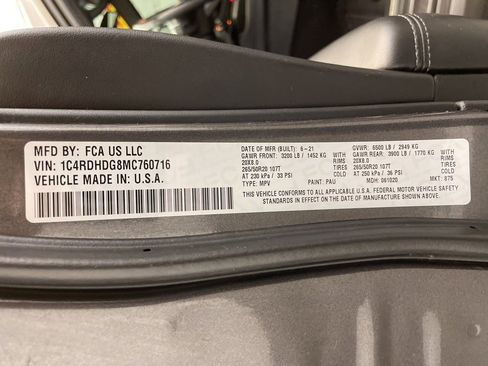 MFD BY: FCA US LLC
VIN: 1C4RDHDG8MC760716
VEHICLE MADE IN: U.S.A.
DATE OF MFR (BUILT): 6-21 GVWR: 6500 LB / 2949 KG
GAWR FRONT: 3200 LB / 1452 KG GAWR REAR: 3900 LB / 1770 KG
20X8.0 RIMS 20X8.0
265/50R20 107T TIRES 265/50R20 107T
AT 230 kPa / 33 PSI COLD AT 250 kPa / 36 PSI COLD
TYPE: MPV PAINT: PAU MDH: 061020 MKT: 875
THIS VEHICLE CONFORMS TO ALL APPLICABLE U.S.A. FEDERAL MOTOR VEHICLE SAFETY
STANDARDS IN EFFECT ON THE DATE OF MANUFACTURE SHOWN ABOVE.